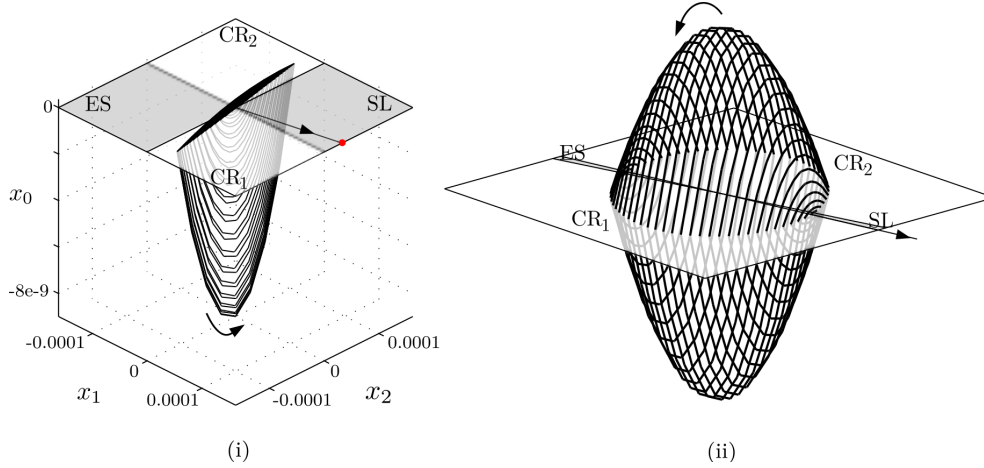 CR2
ES
SL
0
CR1
x0
-8e-9
-0.0001
0
0.0001
x1
-0.0001
0
0.0001
x2
(i)
ES
CR2
CR1
SL
(ii)